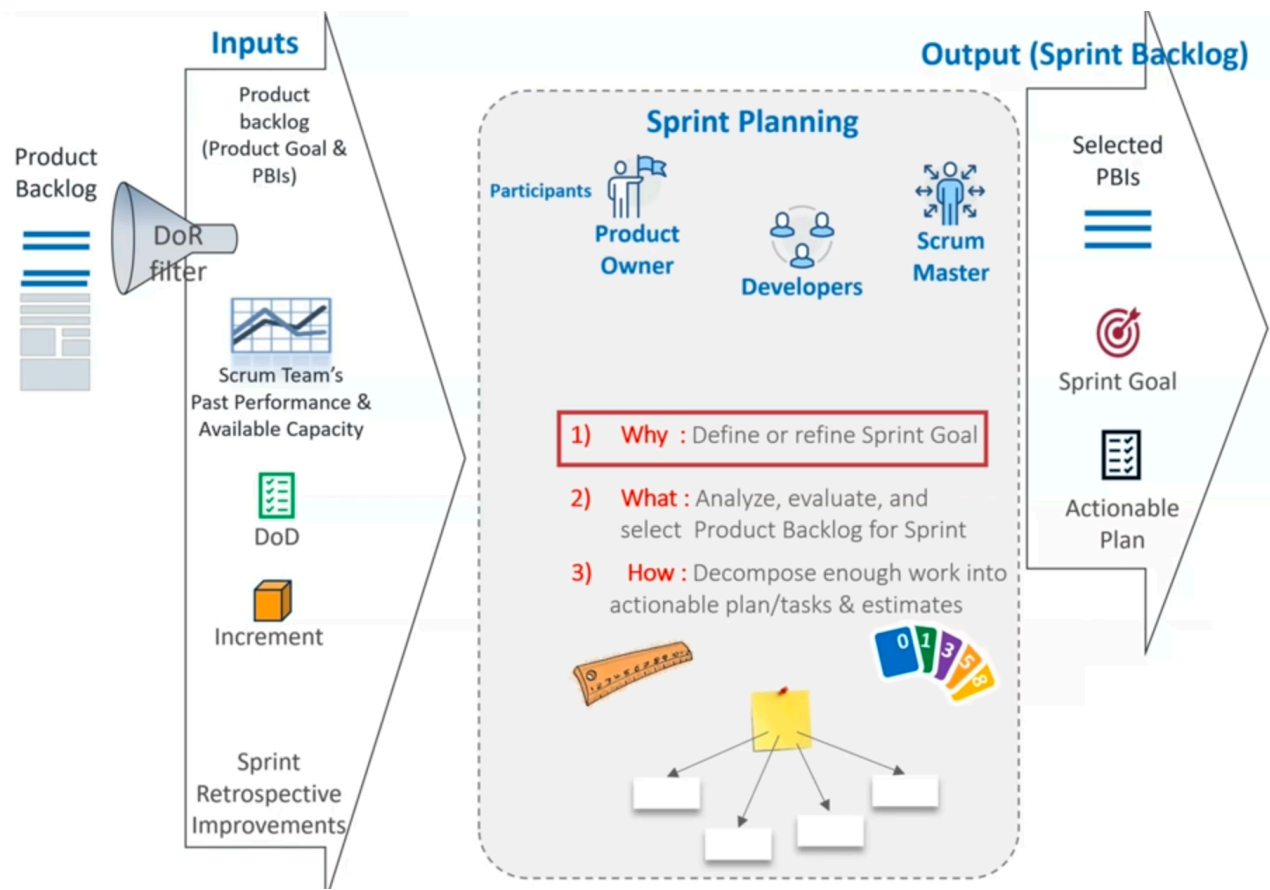 Inputs
Output (Sprint Backlog)
Product
Backlog
DoR
filter
Product
backlog
(Product Goal &
PBIs)
Scrum Team's
Past Performance &
Available Capacity
DoD
Increment
Sprint
Retrospective
Improvements
Sprint Planning
Participants
Product
Owner
Developers
Scrum
Master
1) Why : Define or refine Sprint Goal
2) What : Analyze, evaluate, and
select Product Backlog for Sprint
3) How : Decompose enough work into
actionable plan/tasks & estimates
0 1 3 5 8
Selected
PBIs
Sprint Goal
Actionable
Plan